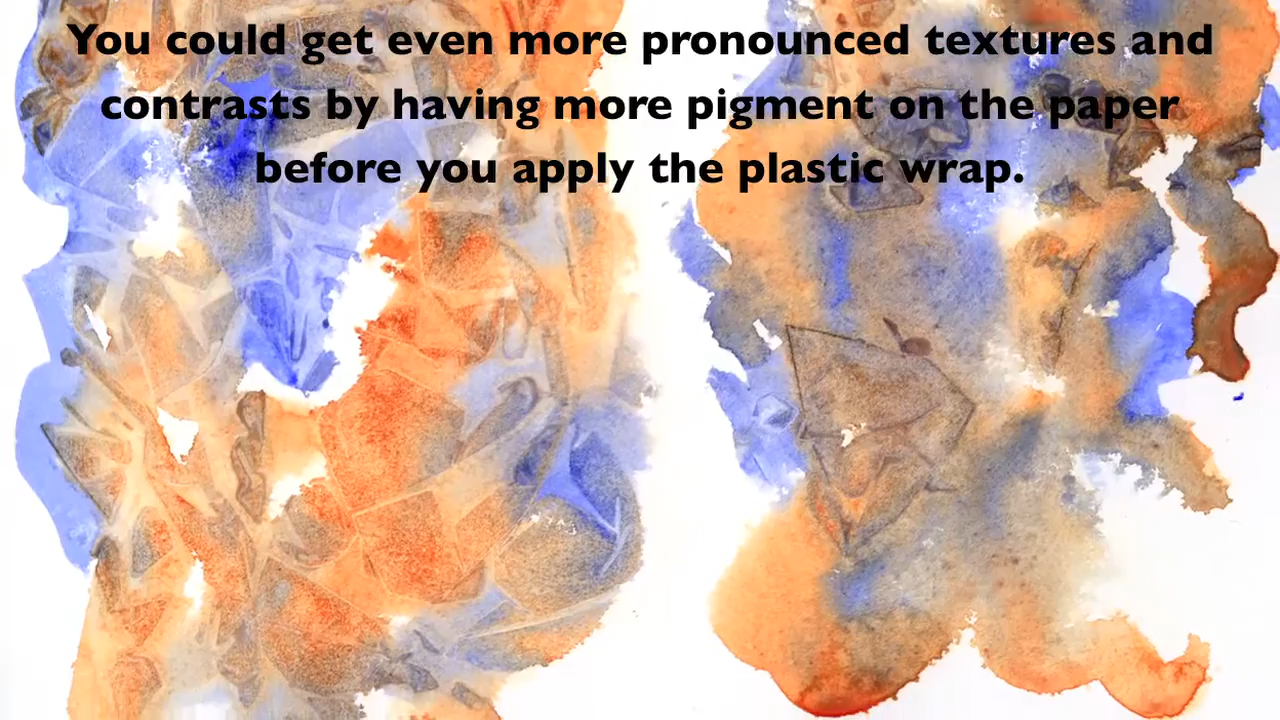 You could get even more pronounced textures and
contrasts by having more pigment on the paper
before you apply the plastic wrap.